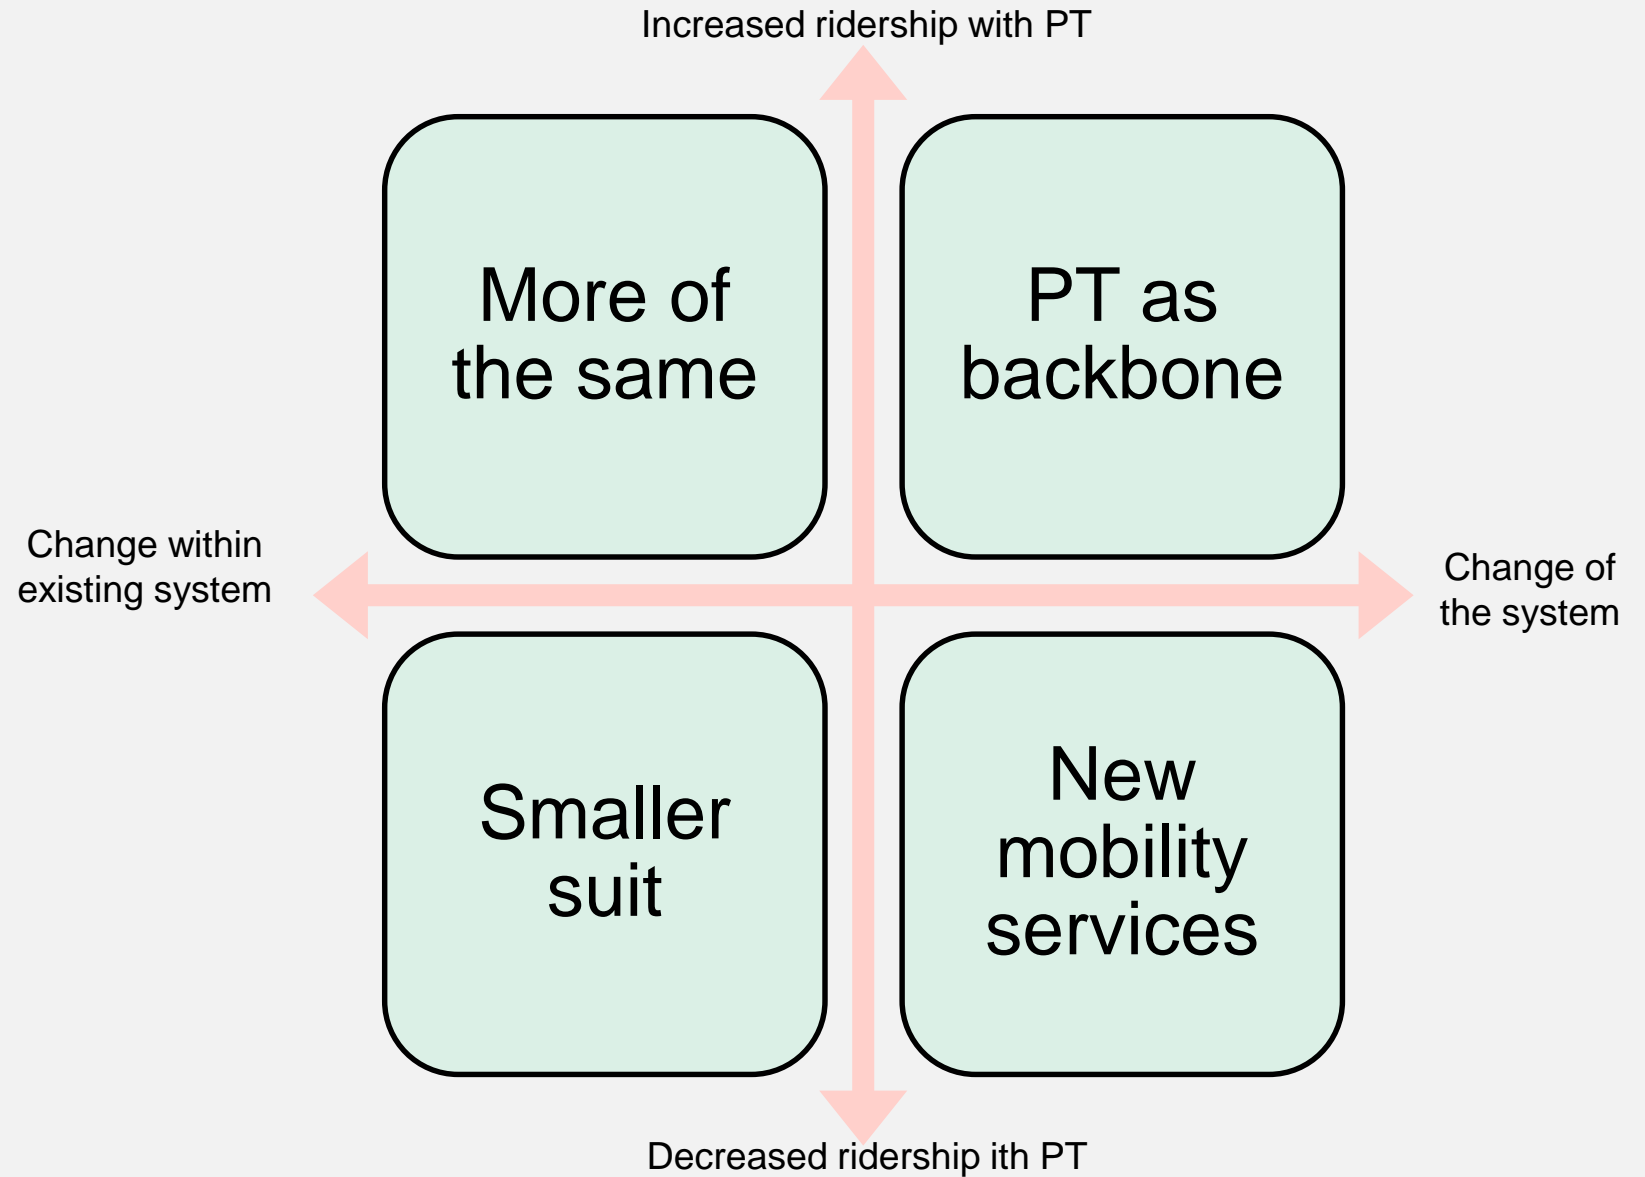 Increased ridership with PT
More of
the same
PT as
backbone
Change within
existing system
Change of
the system
Smaller
suit
New
mobility
services
Decreased ridership ith PT